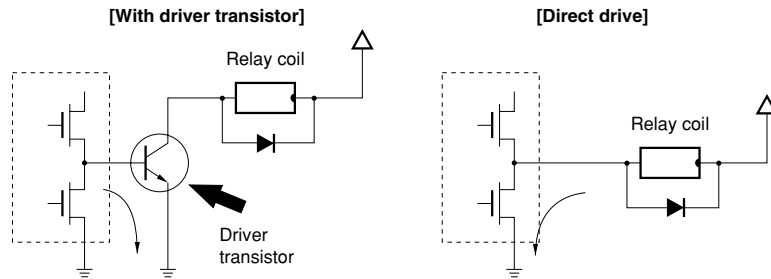 [With driver transistor]
Relay coil
Driver
transistor
[Direct drive]
Relay coil